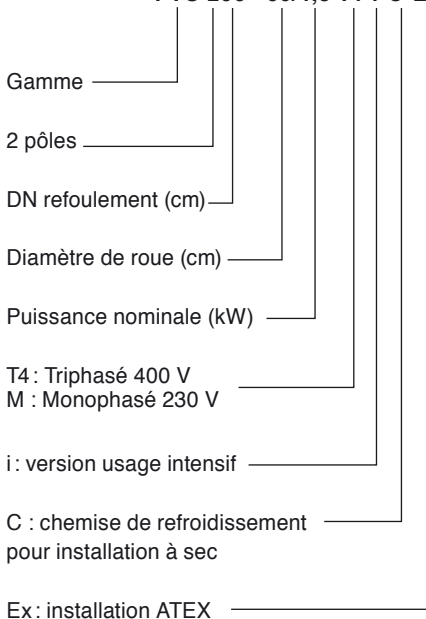 Gamme
2 pôles
DN refoulement (cm)
Diamètre de roue (cm)
Puissance nominale (kW)
T4 : Triphasé 400 V
M : Monophasé 230 V
i : version usage intensif
C : chemise de refroidissement
pour installation à sec
Ex : installation ATEX